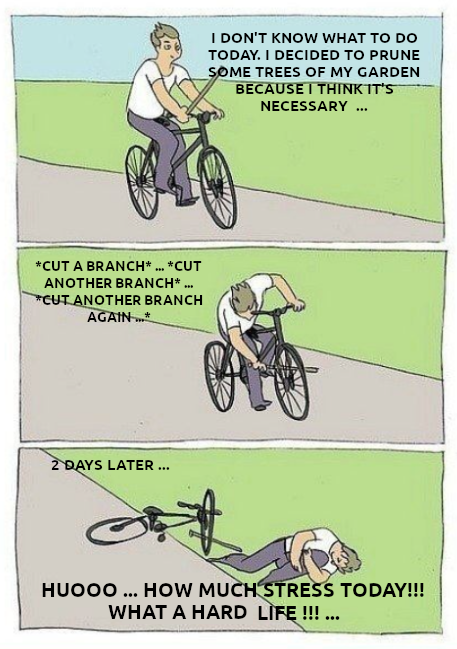 I DON'T KNOW WHAT TO DO
TODAY. I DECIDED TO PRUNE
SOME TREES OF MY GARDEN
BECAUSE I THINK IT'S
NECESSARY ...
*CUT A BRANCH* ... *CUT
ANOTHER BRANCH* ...
*CUT ANOTHER BRANCH
AGAIN ...*
2 DAYS LATER ...
HUOOO ... HOW MUCH STRESS TODAY!!!
WHAT A HARD LIFE !!! ...